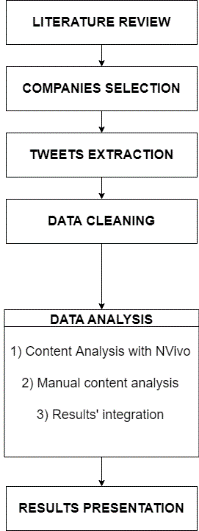 LITERATURE REVIEW
COMPANIES SELECTION
TWEETS EXTRACTION
DATA CLEANING
DATA ANALYSIS
1) Content Analysis with NVivo
2) Manual content analysis
3) Results' integration
RESULTS PRESENTATION